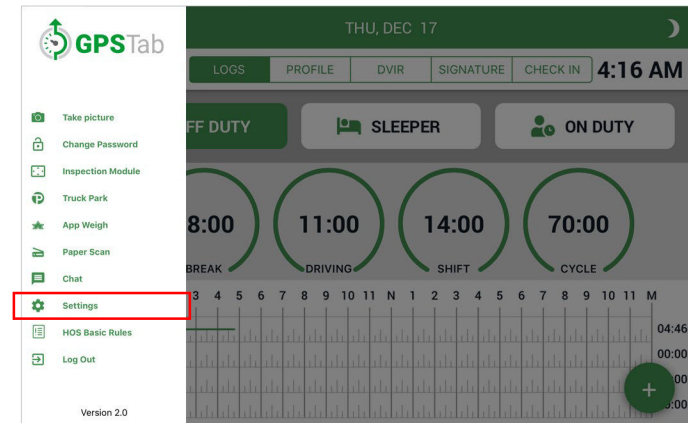 GPSTab
THU, DEC 17
LOGS PROFILE DVIR SIGNATURE CHECK IN 4:16 AM
Take picture
Change Password
Inspection Module
Truck Park
App Weigh
Paper Scan
Chat
Settings
HOS Basic Rules
Log Out
Version 2.0
FF DUTY SLEEPER ON DUTY
8:00 11:00 14:00 70:00
BREAK DRIVING SHIFT CYCLE
3 4 5 6 7 8 9 10 11 N 1 2 3 4 5 6 7 8 9 10 11 M
04:46
00:00
00
:00